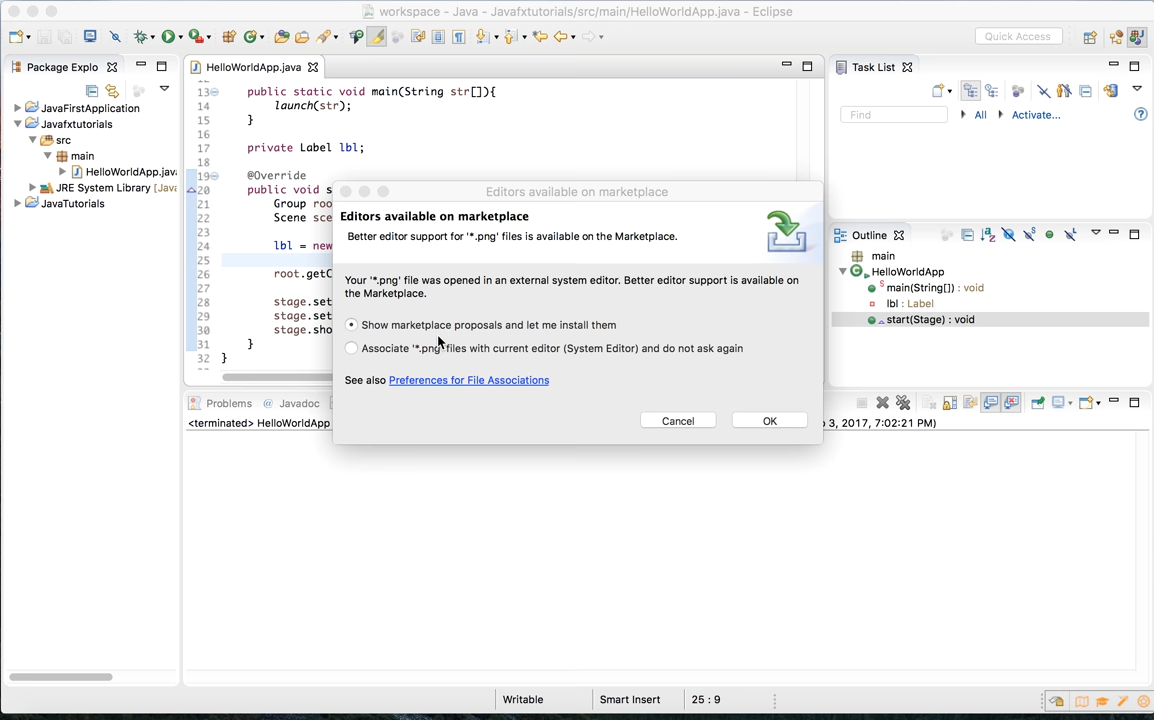 workspace - Java - Javafxtutorials/src/main/HelloWorldApp.java - Eclipse
Quick Access
Package Explo
JavaFirstApplication
Javafxtutorials
src
main
HelloWorldApp.jav
JRE System Library [Java
JavaTutorials
HelloWorldApp.java
13 public static void main(String str[]){
14 launch(str);
15 }
16
17 private Label lbl;
18
19 @Override
20 public void s
21 Group roo
22 Scene sce
23
24 lbl = new
25
26 root.getC
27
28 stage.set
29 stage.set
30 stage.sho
31 }
32 }
Task List
Find
All
Activate...
?
Outline
main
HelloWorldApp
main(String[]) : void
lbl : Label
start(Stage) : void
Editors available on marketplace
Editors available on marketplace
Better editor support for '*.png' files is available on the Marketplace.
Your '*.png' file was opened in an external system editor. Better editor support is available on
the Marketplace.
Show marketplace proposals and let me install them
Associate '*.png' files with current editor (System Editor) and do not ask again
See also Preferences for File Associations
Cancel
OK
Problems
@ Javadoc
<terminated> HelloWorldApp
3, 2017, 7:02:21 PM)
Writable
Smart Insert
25 : 9